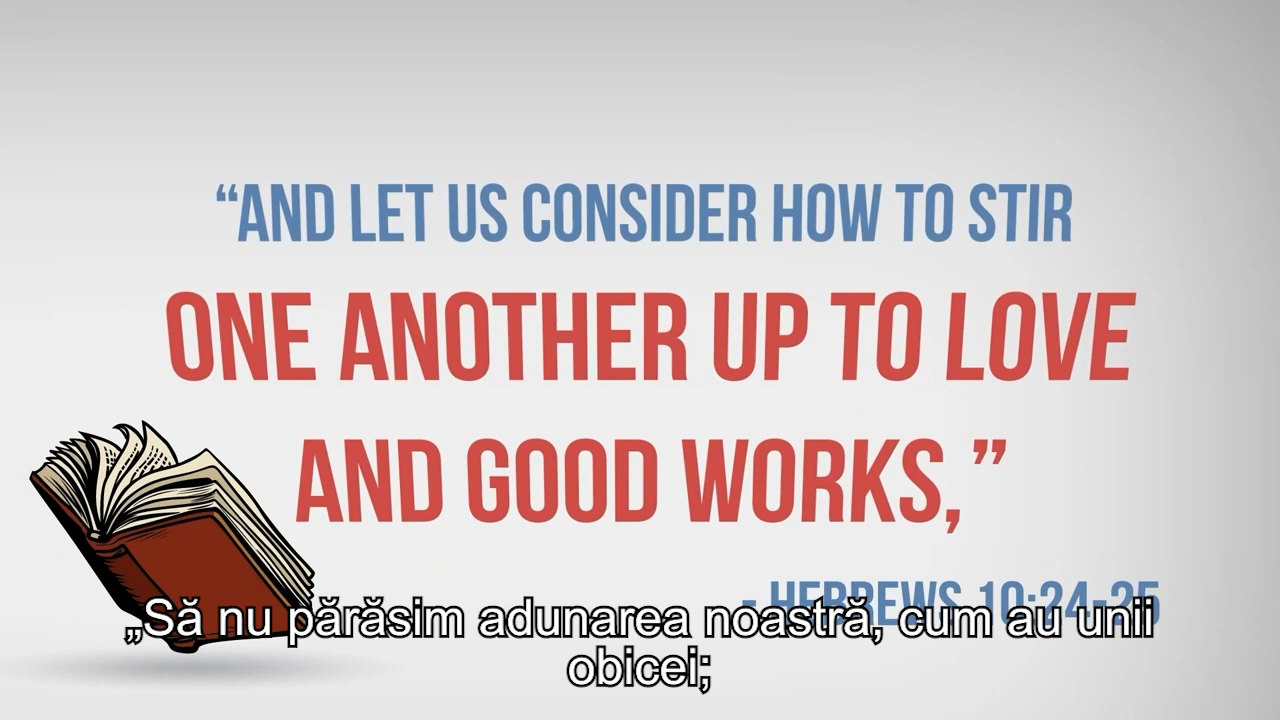 “AND LET US CONSIDER HOW TO STIR
ONE ANOTHER UP TO LOVE
AND GOOD WORKS,”
- HEBREWS 10:24-25
„Să nu părăsim adunarea noastră, cum au unii
obicei;